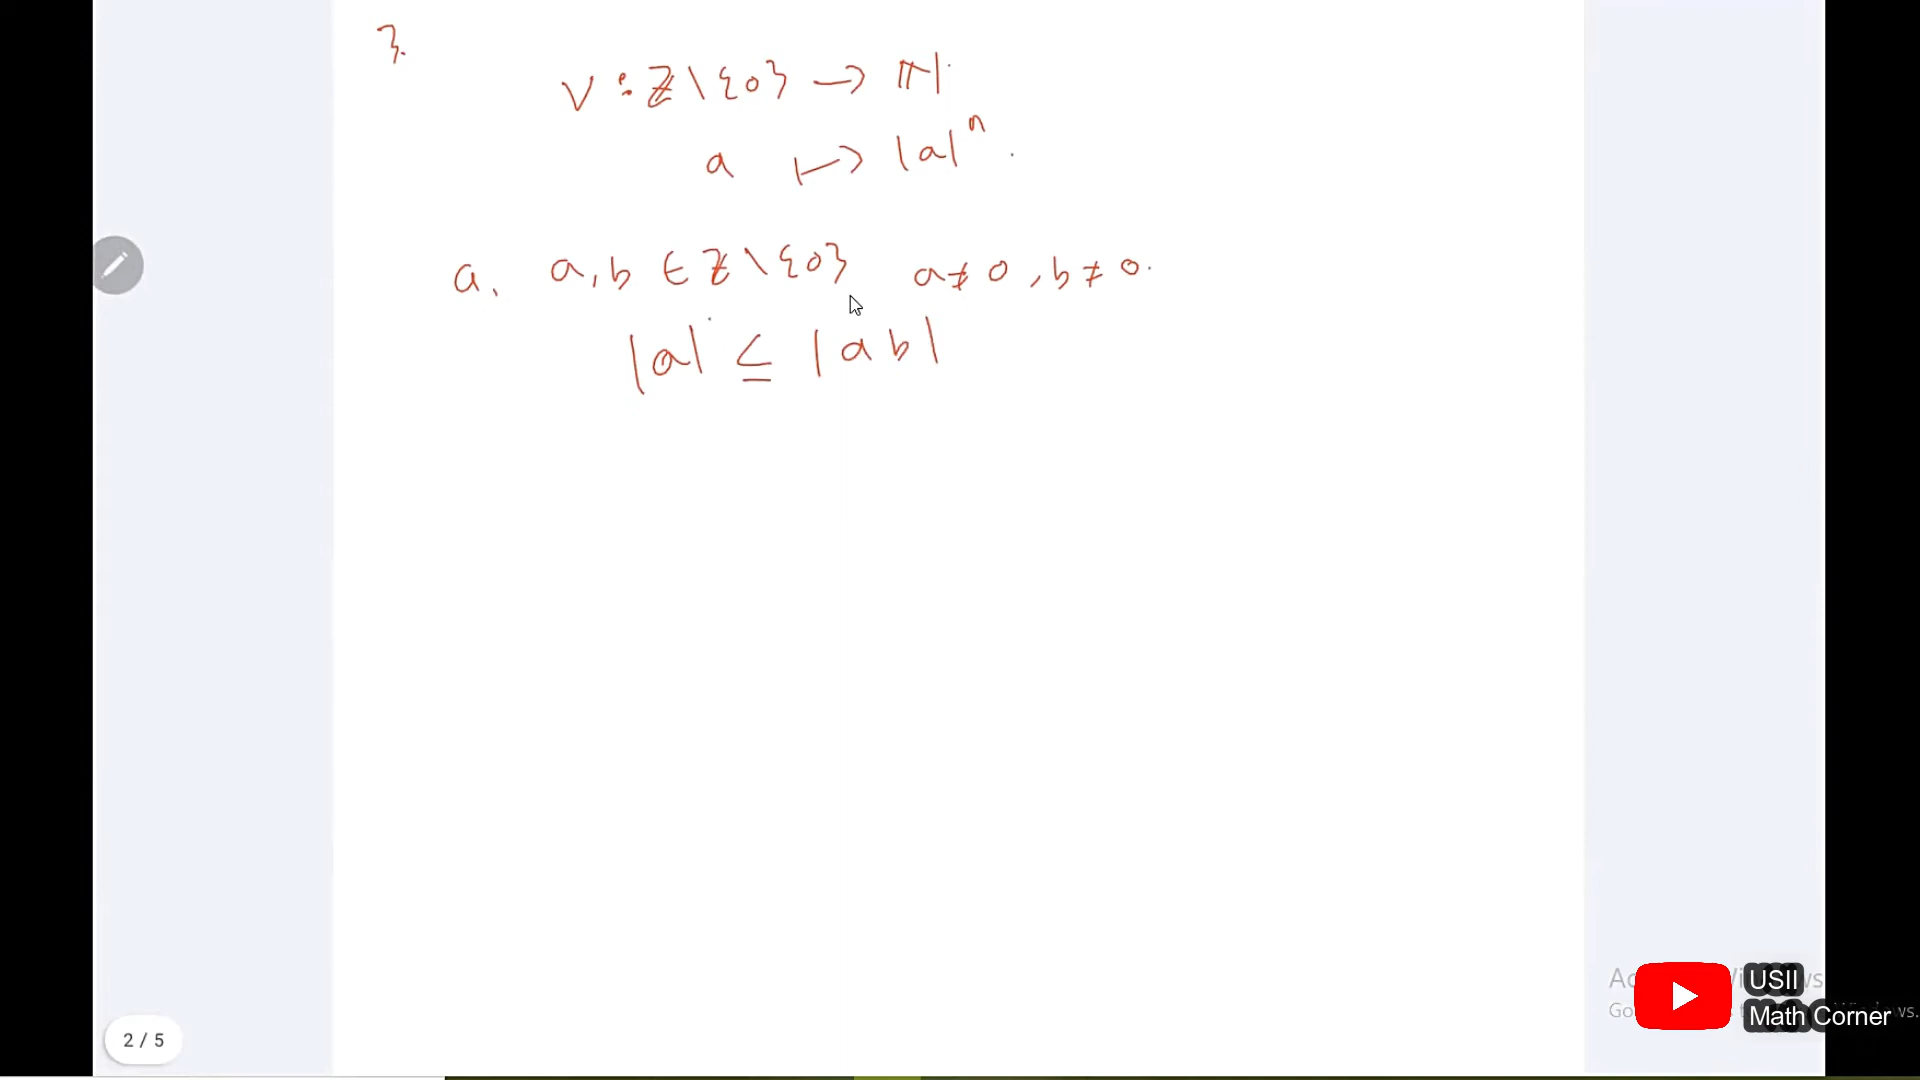 3.
v : ℤ \ {0} → ℕ.
a ↦ |a|ⁿ.
a. a, b ∈ ℤ \ {0} a ≠ 0, b ≠ 0.
|a| ≤ |ab|
2 / 5
USII
Math Corner